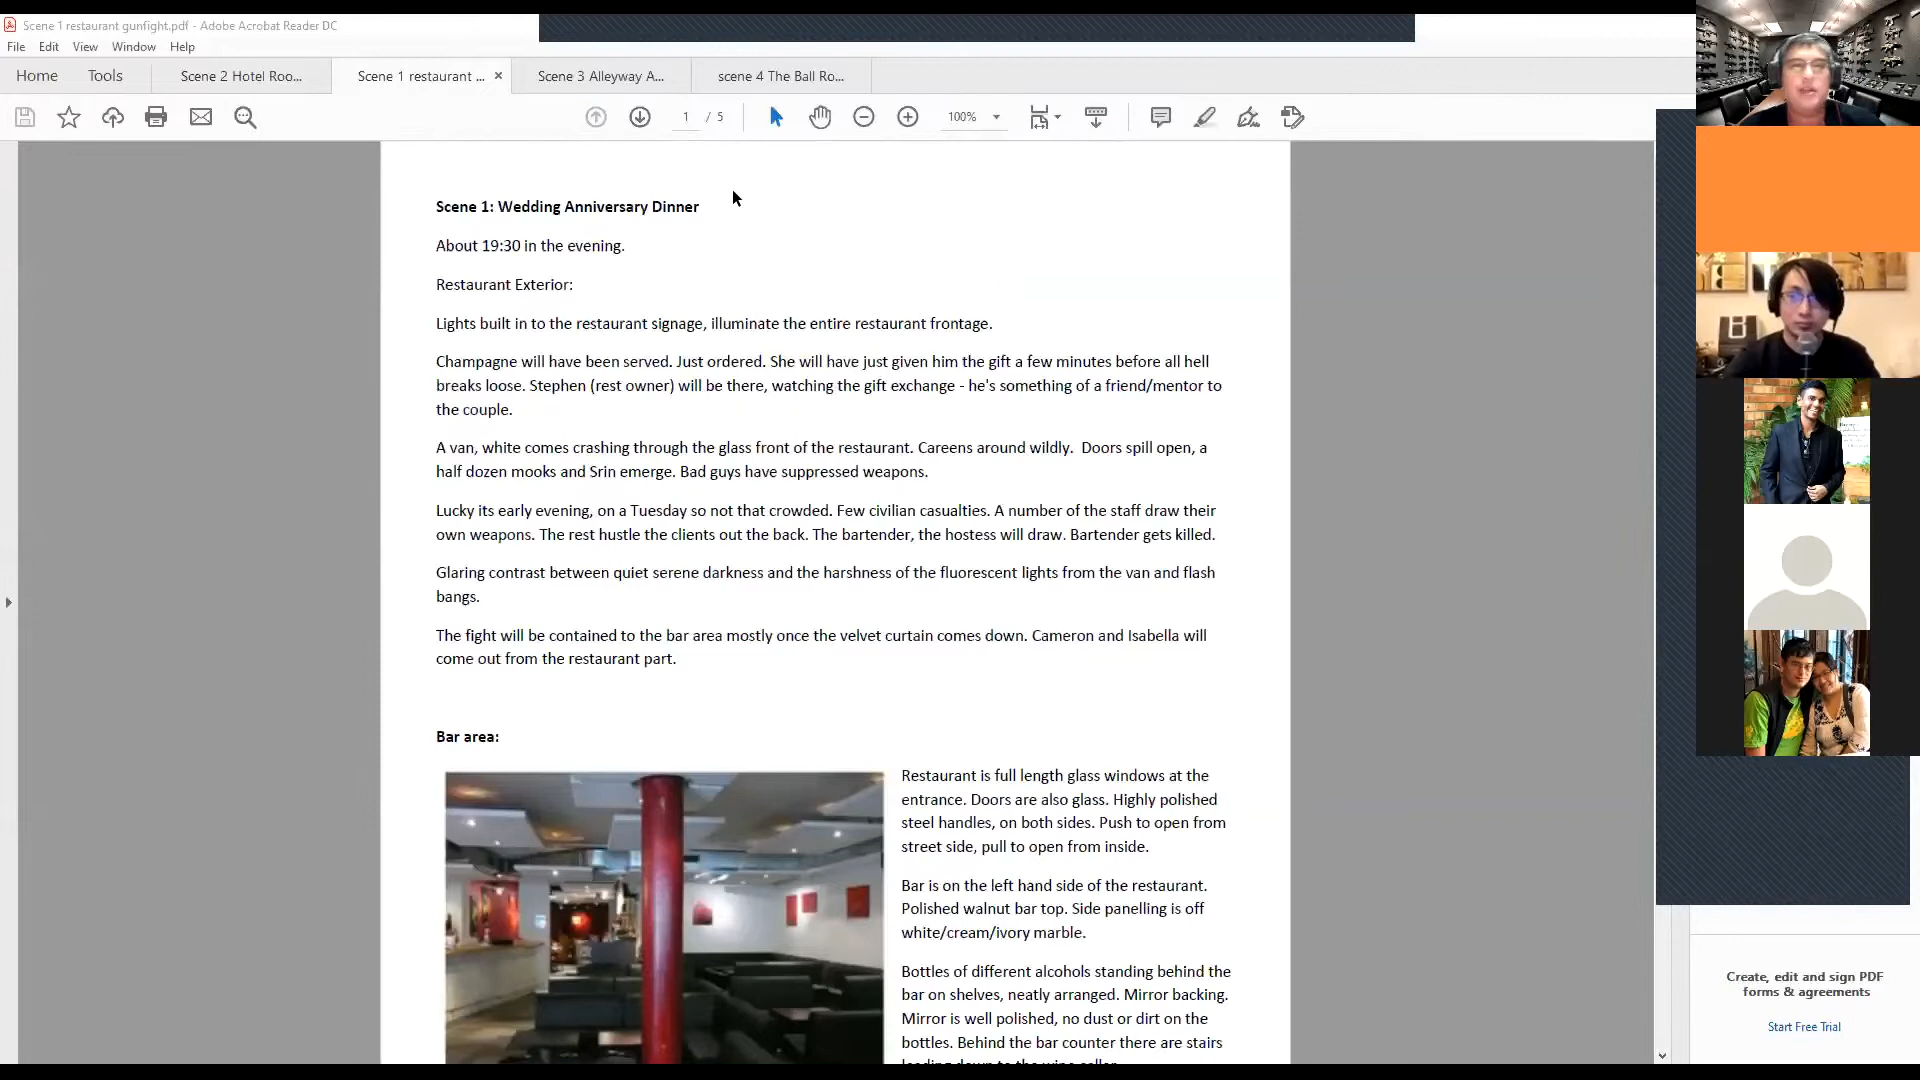 Scene 1 restaurant gunfight.pdf - Adobe Acrobat Reader DC
File Edit View Window Help
Home Tools Scene 2 Hotel Roo... Scene 1 restaurant ... × Scene 3 Alleyway A... scene 4 The Ball Ro...
1 / 5 100%
Scene 1: Wedding Anniversary Dinner
About 19:30 in the evening.
Restaurant Exterior:
Lights built in to the restaurant signage, illuminate the entire restaurant frontage.
Champagne will have been served. Just ordered. She will have just given him the gift a few minutes before all hell
breaks loose. Stephen (rest owner) will be there, watching the gift exchange - he's something of a friend/mentor to
the couple.
A van, white comes crashing through the glass front of the restaurant. Careens around wildly.  Doors spill open, a
half dozen mooks and Srin emerge. Bad guys have suppressed weapons.
Lucky its early evening, on a Tuesday so not that crowded. Few civilian casualties. A number of the staff draw their
own weapons. The rest hustle the clients out the back. The bartender, the hostess will draw. Bartender gets killed.
Glaring contrast between quiet serene darkness and the harshness of the fluorescent lights from the van and flash
bangs.
The fight will be contained to the bar area mostly once the velvet curtain comes down. Cameron and Isabella will
come out from the restaurant part.
Bar area:
Restaurant is full length glass windows at the
entrance. Doors are also glass. Highly polished
steel handles, on both sides. Push to open from
street side, pull to open from inside.
Bar is on the left hand side of the restaurant.
Polished walnut bar top. Side panelling is off
white/cream/ivory marble.
Bottles of different alcohols standing behind the
bar on shelves, neatly arranged. Mirror backing.
Mirror is well polished, no dust or dirt on the
bottles. Behind the bar counter there are stairs
Create, edit and sign PDF
forms & agreements
Start Free Trial